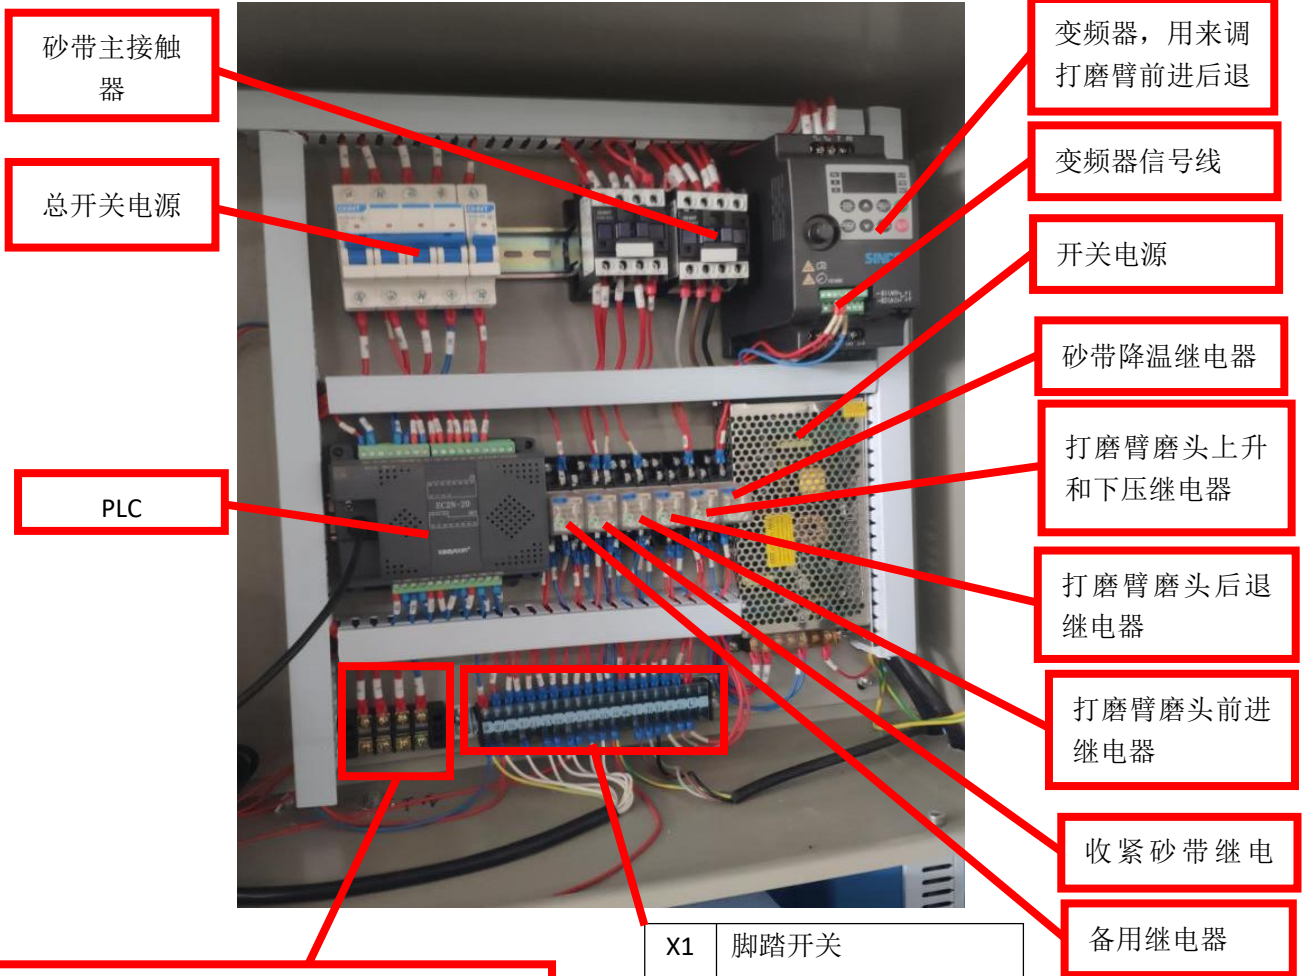 砂带主接触
器
总开关电源
PLC
变频器，用来调
打磨臂前进后退
变频器信号线
开关电源
砂带降温继电器
打磨臂磨头上升
和下压继电器
打磨臂磨头后退
继电器
打磨臂磨头前进
继电器
收紧砂带继电
备用继电器
X1 脚踏开关
EC2N-20